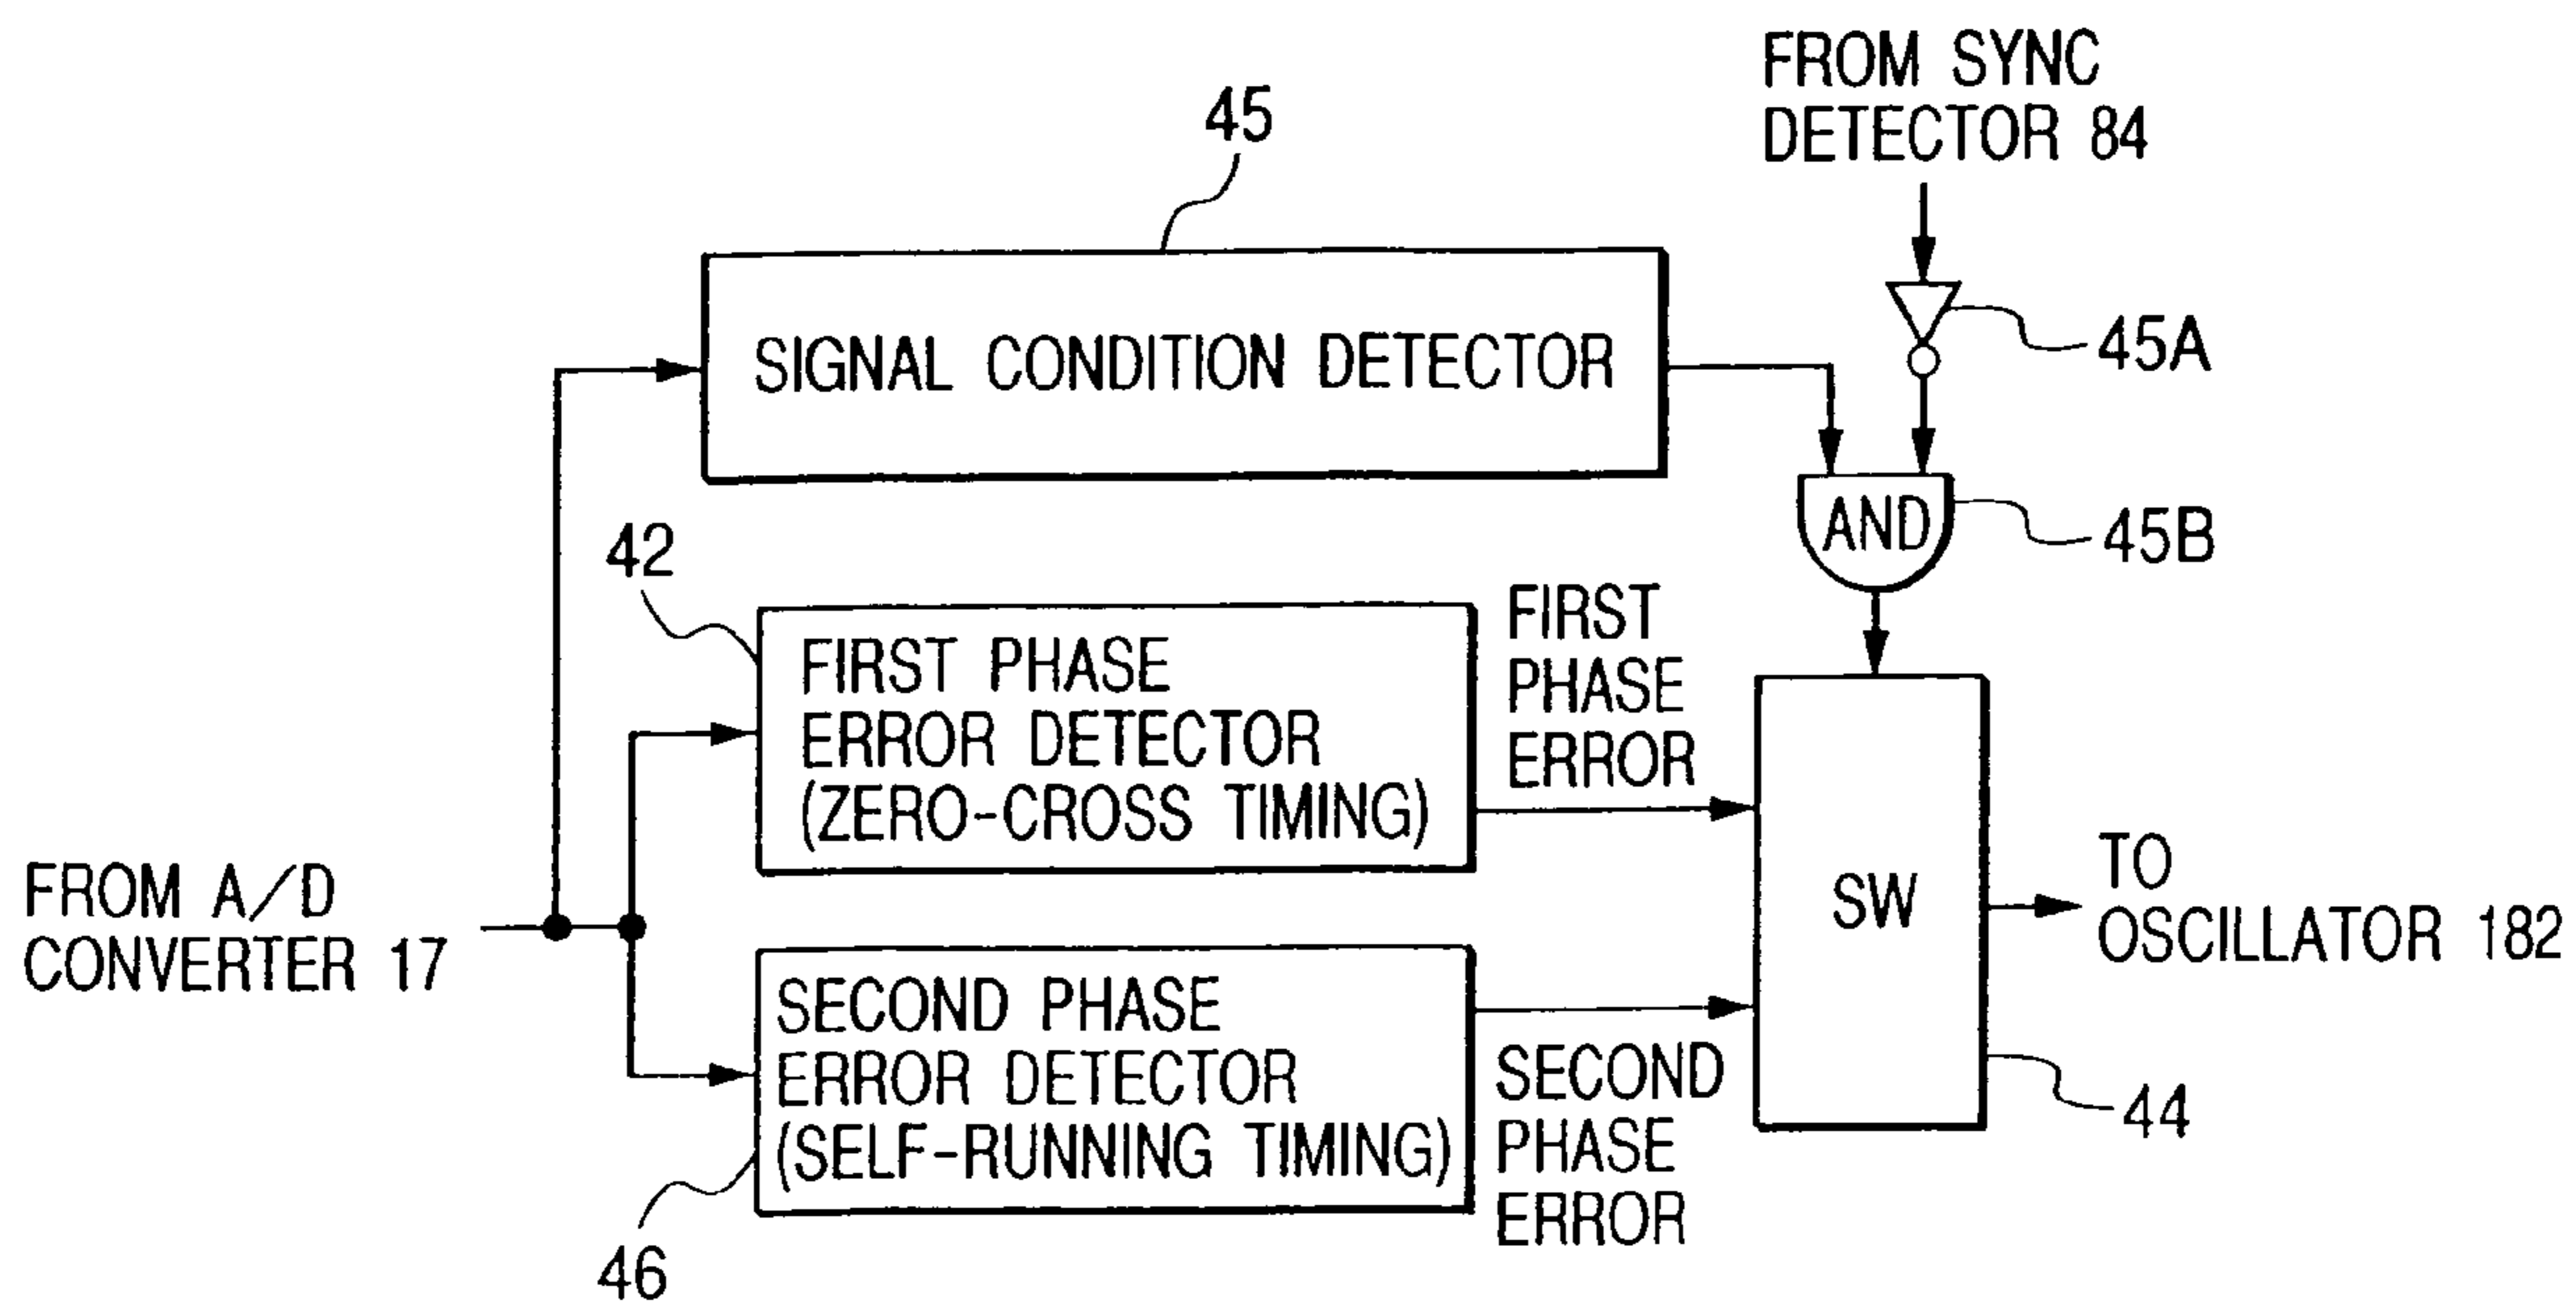 FROM SYNC
DETECTOR 84
45
SIGNAL CONDITION DETECTOR
45A
AND
45B
42
FIRST PHASE
ERROR DETECTOR
(ZERO-CROSS TIMING)
FIRST
PHASE
ERROR
FROM A/D
CONVERTER 17
SW
TO
OSCILLATOR 182
SECOND PHASE
ERROR DETECTOR
(SELF-RUNNING TIMING)
SECOND
PHASE
ERROR
44
46